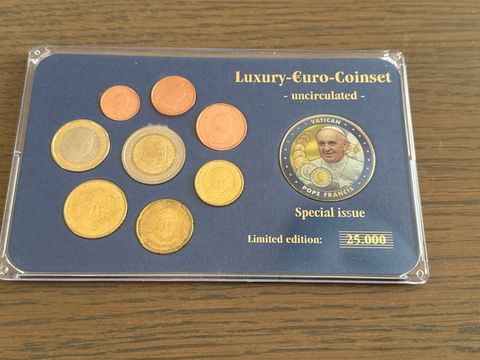 Luxury-€uro-Coinset
- uncirculated -
VATICAN
POPE FRANCIS
Special issue
Limited edition: 25.000